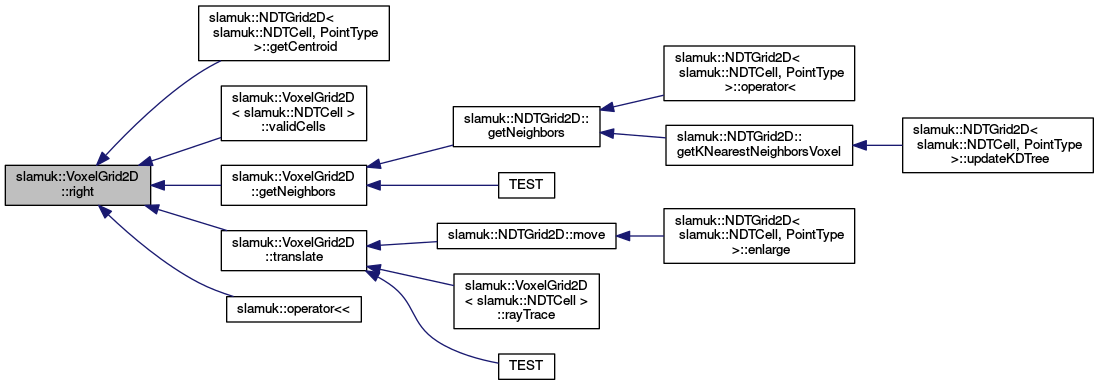 slamuk::NDTGrid2D<
slamuk::NDTCell, PointType
>::getCentroid
slamuk::VoxelGrid2D
< slamuk::NDTCell >
::validCells
slamuk::VoxelGrid2D
::right
slamuk::VoxelGrid2D
::getNeighbors
slamuk::VoxelGrid2D
::translate
slamuk::operator<<
slamuk::NDTGrid2D::
getNeighbors
TEST
slamuk::NDTGrid2D::move
slamuk::VoxelGrid2D
< slamuk::NDTCell >
::rayTrace
TEST
slamuk::NDTGrid2D<
slamuk::NDTCell, PointType
>::operator<
slamuk::NDTGrid2D::
getKNearestNeighborsVoxel
slamuk::NDTGrid2D<
slamuk::NDTCell, PointType
>::enlarge
slamuk::NDTGrid2D<
slamuk::NDTCell, PointType
>::updateKDTree